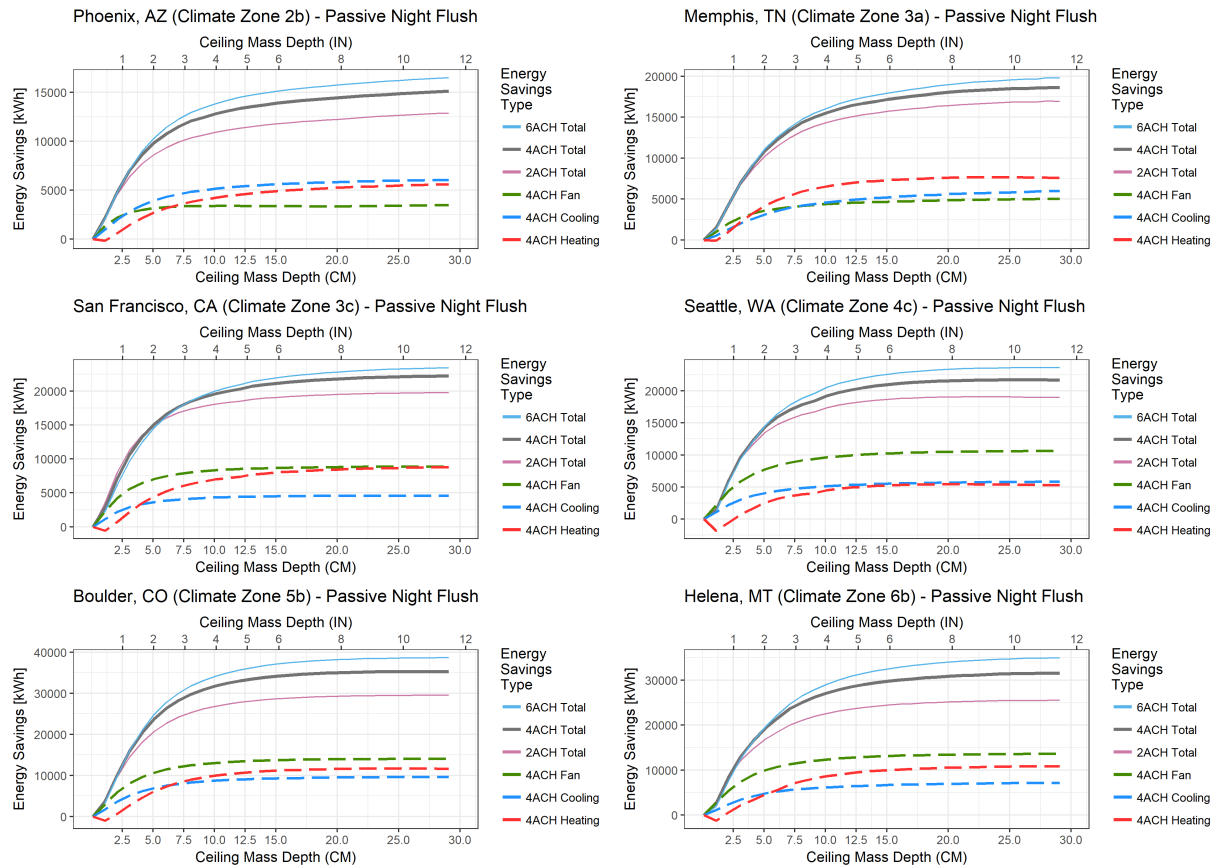 Phoenix, AZ (Climate Zone 2b) - Passive Night Flush
Ceiling Mass Depth (IN)
1 2 3 4 5 6 8 10 12
Energy Savings [kWh]
15000
10000
5000
0
2.5 5.0 7.5 10.0 12.5 15.0 20.0 25.0 30.0
Ceiling Mass Depth (CM)
Energy
Savings
Type
6ACH Total
4ACH Total
2ACH Total
4ACH Fan
4ACH Cooling
4ACH Heating
Memphis, TN (Climate Zone 3a) - Passive Night Flush
Ceiling Mass Depth (IN)
1 2 3 4 5 6 8 10 12
Energy Savings [kWh]
20000
15000
10000
5000
0
2.5 5.0 7.5 10.0 12.5 15.0 20.0 25.0 30.0
Ceiling Mass Depth (CM)
Energy
Savings
Type
6ACH Total
4ACH Total
2ACH Total
4ACH Fan
4ACH Cooling
4ACH Heating
San Francisco, CA (Climate Zone 3c) - Passive Night Flush
Ceiling Mass Depth (IN)
1 2 3 4 5 6 8 10 12
Energy Savings [kWh]
20000
15000
10000
5000
0
2.5 5.0 7.5 10.0 12.5 15.0 20.0 25.0 30.0
Ceiling Mass Depth (CM)
Energy
Savings
Type
6ACH Total
4ACH Total
2ACH Total
4ACH Fan
4ACH Cooling
4ACH Heating
Seattle, WA (Climate Zone 4c) - Passive Night Flush
Ceiling Mass Depth (IN)
1 2 3 4 5 6 8 10 12
Energy Savings [kWh]
20000
15000
10000
5000
0
2.5 5.0 7.5 10.0 12.5 15.0 20.0 25.0 30.0
Ceiling Mass Depth (CM)
Energy
Savings
Type
6ACH Total
4ACH Total
2ACH Total
4ACH Fan
4ACH Cooling
4ACH Heating
Boulder, CO (Climate Zone 5b) - Passive Night Flush
Ceiling Mass Depth (IN)
1 2 3 4 5 6 8 10 12
Energy Savings [kWh]
40000
30000
20000
10000
0
2.5 5.0 7.5 10.0 12.5 15.0 20.0 25.0 30.0
Ceiling Mass Depth (CM)
Energy
Savings
Type
6ACH Total
4ACH Total
2ACH Total
4ACH Fan
4ACH Cooling
4ACH Heating
Helena, MT (Climate Zone 6b) - Passive Night Flush
Ceiling Mass Depth (IN)
1 2 3 4 5 6 8 10 12
Energy Savings [kWh]
30000
20000
10000
0
2.5 5.0 7.5 10.0 12.5 15.0 20.0 25.0 30.0
Ceiling Mass Depth (CM)
Energy
Savings
Type
6ACH Total
4ACH Total
2ACH Total
4ACH Fan
4ACH Cooling
4ACH Heating